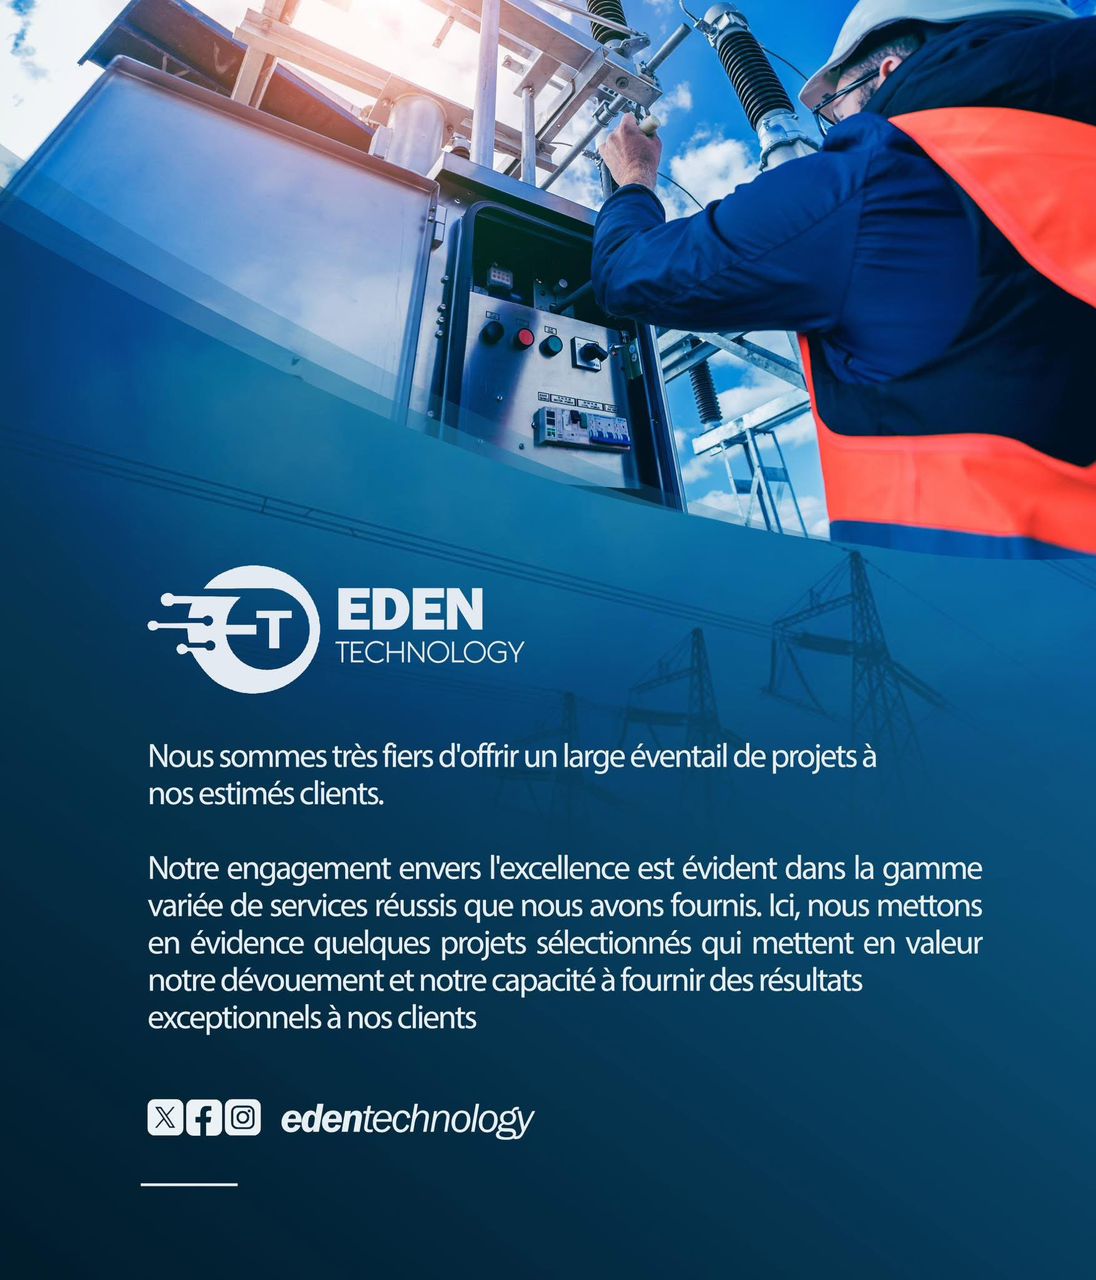 T
EDEN
TECHNOLOGY
Nous sommes très fiers d'offrir un large éventail de projets à
nos estimés clients.
Notre engagement envers l'excellence est évident dans la gamme
variée de services réussis que nous avons fournis. Ici, nous mettons
en évidence quelques projets sélectionnés qui mettent en valeur
notre dévouement et notre capacité à fournir des résultats
exceptionnels à nos clients
edentechnology